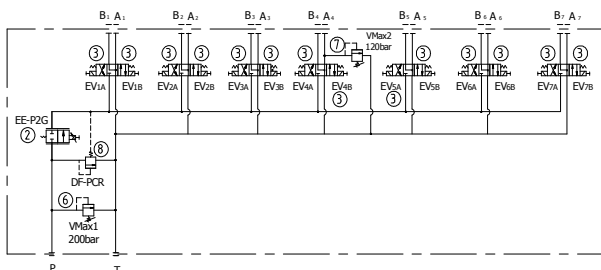 B1 A1 B2 A2 B3 A3 B4 A4 B5 A5 B6 A6 B7 A7
7 VMax2
120bar
3 3 3 3 3 3 3 3 3 3 3 3
EV1A EV1B EV2A EV2B EV3A EV3B EV4A EV4B EV5A EV5B EV6A EV6B EV7A EV7B
3 3
EE-P2G
2
8
DF-PCR
6
VMax1
200bar
P T